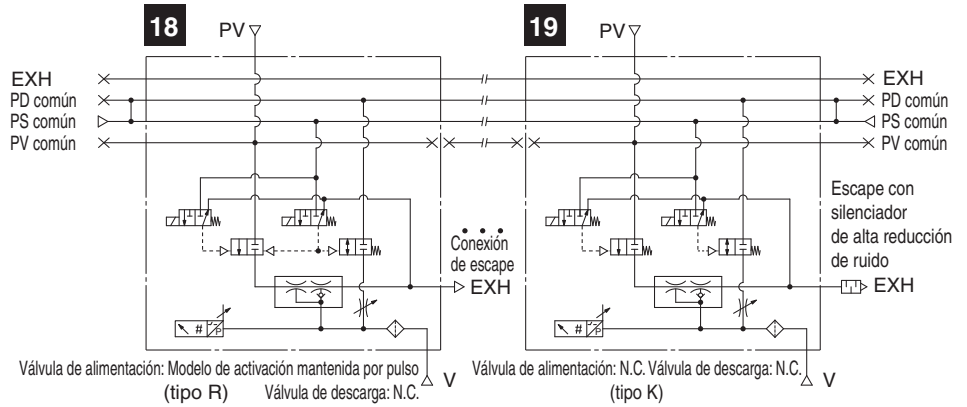 18
PV
19
PV
EXH
EXH
PD común
PD común
PS común
PS común
PV común
PV común
Conexión
de escape
EXH
Escape con
silenciador
de alta reducción
de ruido
EXH
#
P
#
P
V
V
Válvula de alimentación: Modelo de activación mantenida por pulso
(tipo R)
Válvula de descarga: N.C.
Válvula de alimentación: N.C. Válvula de descarga: N.C.
(tipo K)